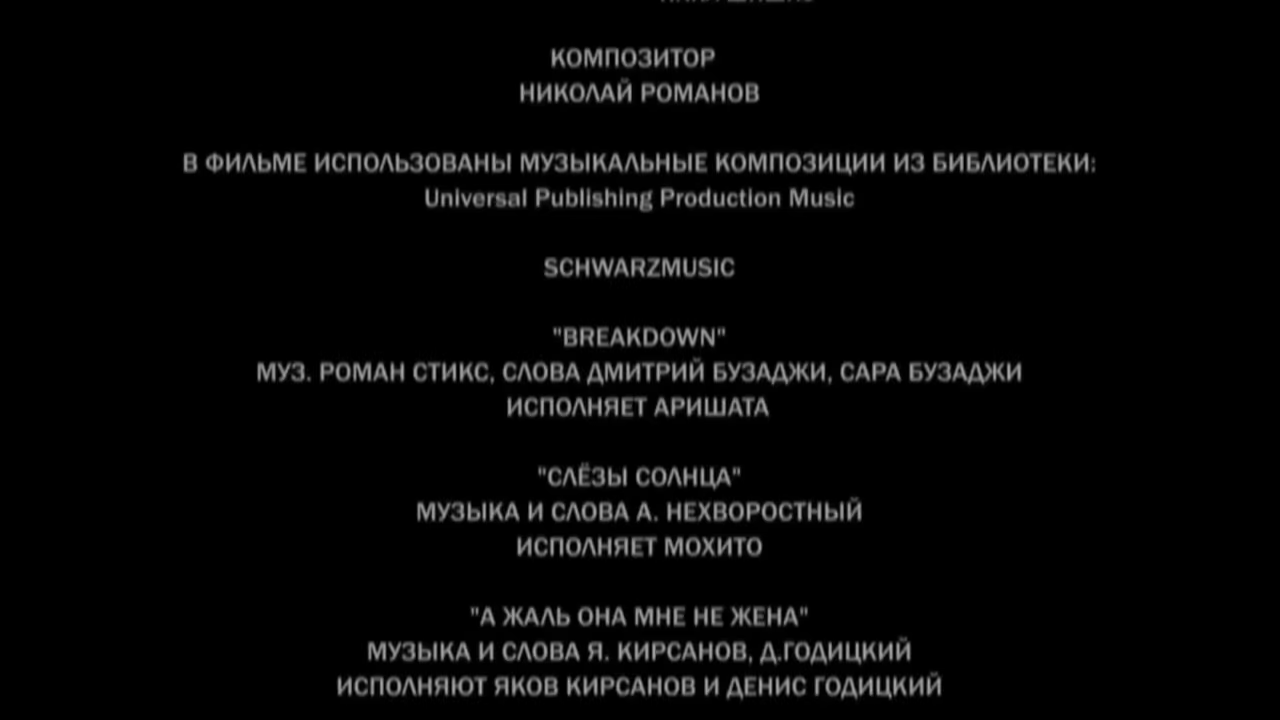 КОМПОЗИТОР
НИКОЛАЙ РОМАНОВ
В ФИЛЬМЕ ИСПОЛЬЗОВАНЫ МУЗЫКАЛЬНЫЕ КОМПОЗИЦИИ ИЗ БИБЛИОТЕКИ:
Universal Publishing Production Music
SCHWARZMUSIC
"BREAKDOWN"
МУЗ. РОМАН СТИКС, СЛОВА ДМИТРИЙ БУЗАДЖИ, САРА БУЗАДЖИ
ИСПОЛНЯЕТ АРИШАТА
"СЛЁЗЫ СОЛНЦА"
МУЗЫКА И СЛОВА А. НЕХВОРОСТНЫЙ
ИСПОЛНЯЕТ МОХИТО
"А ЖАЛЬ ОНА МНЕ НЕ ЖЕНА"
МУЗЫКА И СЛОВА Я. КИРСАНОВ, Д.ГОДИЦКИЙ
ИСПОЛНЯЮТ ЯКОВ КИРСАНОВ И ДЕНИС ГОДИЦКИЙ